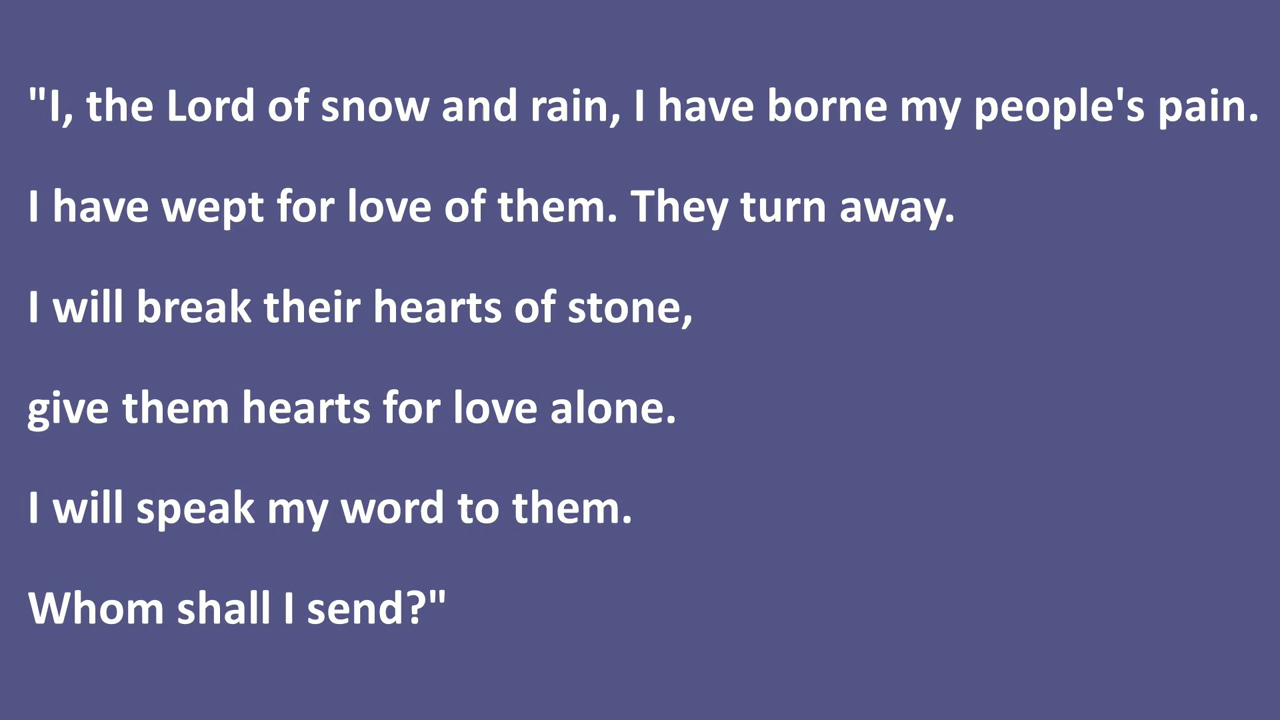 "I, the Lord of snow and rain, I have borne my people's pain.
I have wept for love of them. They turn away.
I will break their hearts of stone,
give them hearts for love alone.
I will speak my word to them.
Whom shall I send?"